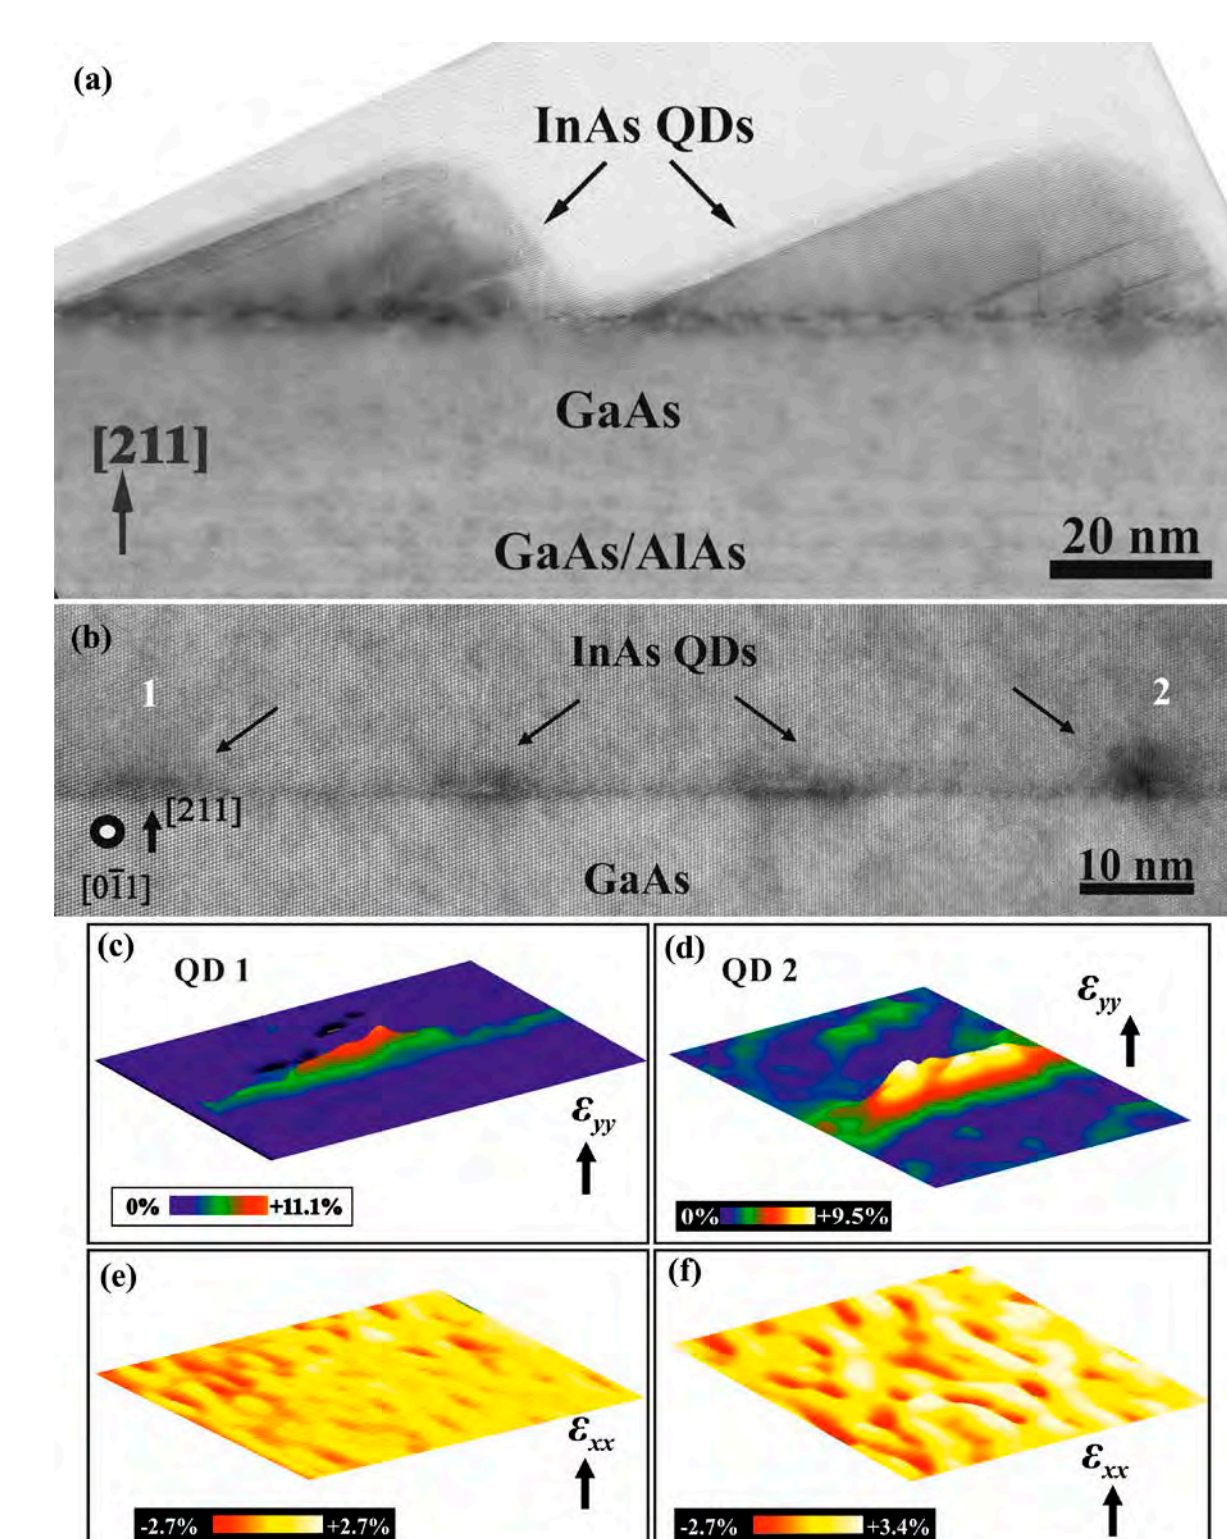 (a)
InAs QDs
GaAs
[211]
20 nm
GaAs/AlAs
(b)
InAs QDs
1
2
[211]
[01̅1]
GaAs
10 nm
(c)
QD 1
εyy
0% +11.1%
(d)
QD 2
εyy
0% +9.5%
(e)
εxx
-2.7% +2.7%
(f)
εxx
-2.7% +3.4%